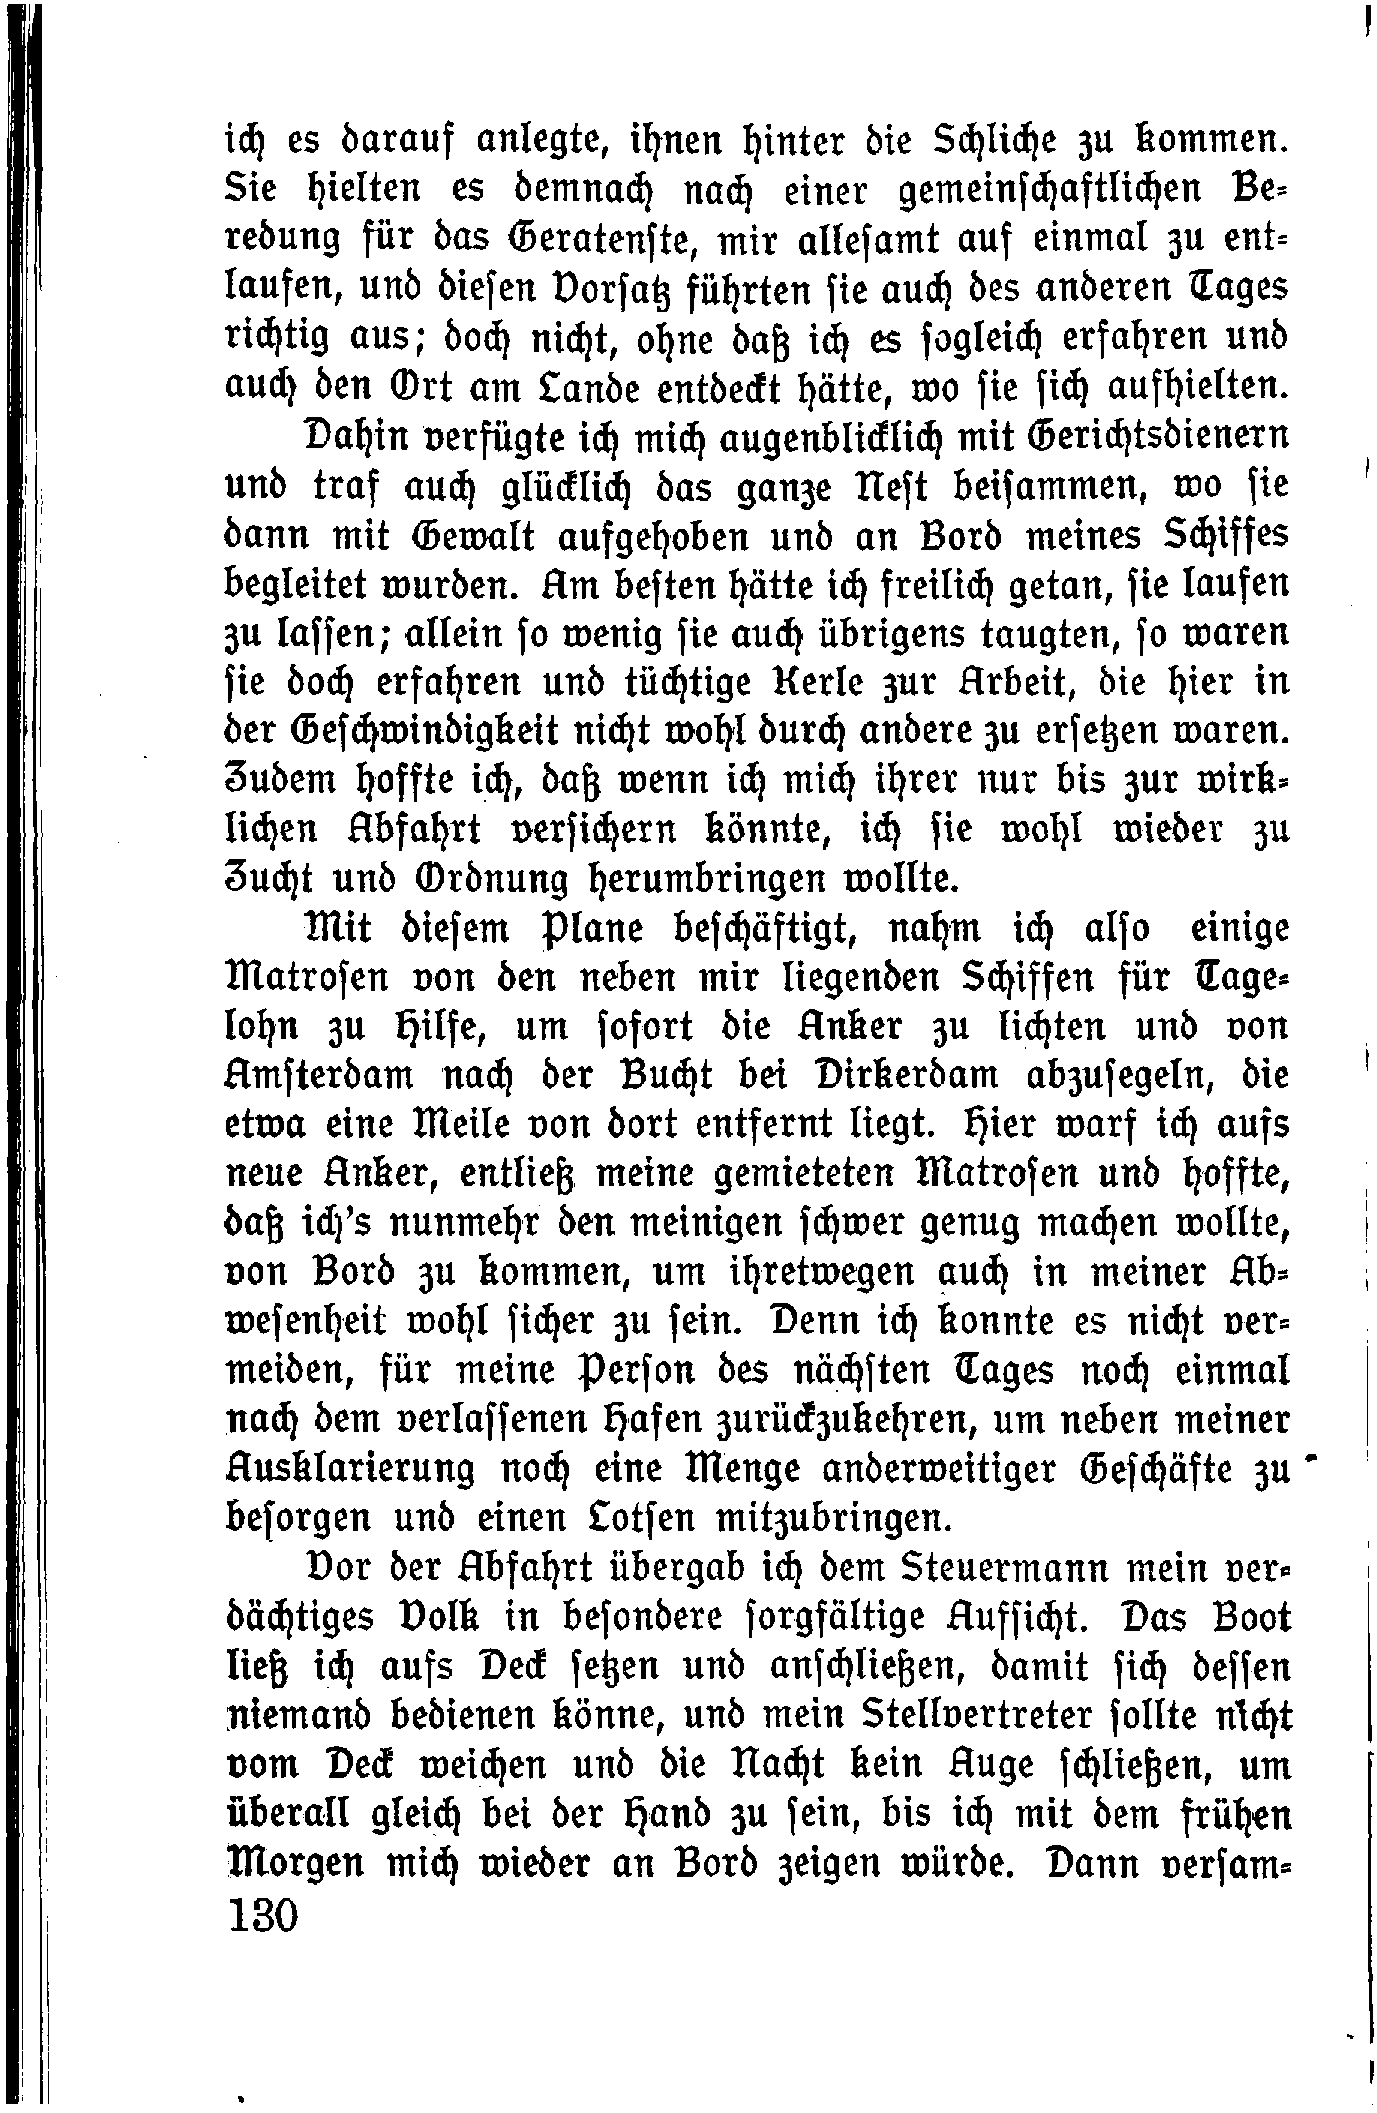 ich es darauf anlegte, ihnen hinter die Schliche zu kommen.
Sie hielten es demnach nach einer gemeinschaftlichen Be-
redung für das Geratenste, mir allesamt auf einmal zu ent-
laufen, und diesen Vorsatz führten sie auch des anderen Tages
richtig aus; doch nicht, ohne daß ich es sogleich erfahren und
auch den Ort am Lande entdeckt hätte, wo sie sich aufhielten.
Dahin verfügte ich mich augenblicklich mit Gerichtsdienern
und traf auch glücklich das ganze Nest beisammen, wo sie
dann mit Gewalt aufgehoben und an Bord meines Schiffes
begleitet wurden. Am besten hätte ich freilich getan, sie laufen
zu lassen; allein so wenig sie auch übrigens taugten, so waren
sie doch erfahren und tüchtige Kerle zur Arbeit, die hier in
der Geschwindigkeit nicht wohl durch andere zu ersetzen waren.
Zudem hoffte ich, daß wenn ich mich ihrer nur bis zur wirk-
lichen Abfahrt versichern könnte, ich sie wohl wieder zu
Zucht und Ordnung herumbringen wollte.
Mit diesem Plane beschäftigt, nahm ich also einige
Matrosen von den neben mir liegenden Schiffen für Tage-
lohn zu Hilfe, um sofort die Anker zu lichten und von
Amsterdam nach der Bucht bei Dirkerdam abzusegeln, die
etwa eine Meile von dort entfernt liegt. Hier warf ich aufs
neue Anker, entließ meine gemieteten Matrosen und hoffte,
daß ich's nunmehr den meinigen schwer genug machen wollte,
von Bord zu kommen, um ihretwegen auch in meiner Ab-
wesenheit wohl sicher zu sein. Denn ich konnte es nicht ver-
meiden, für meine Person des nächsten Tages noch einmal
nach dem verlassenen Hafen zurückzukehren, um neben meiner
Ausklarierung noch eine Menge anderweitiger Geschäfte zu
besorgen und einen Lotsen mitzubringen.
Vor der Abfahrt übergab ich dem Steuermann mein ver-
dächtiges Volk in besondere sorgfältige Aufsicht. Das Boot
ließ ich aufs Deck setzen und anschließen, damit sich dessen
niemand bedienen könne, und mein Stellvertreter sollte nicht
vom Deck weichen und die Nacht kein Auge schließen, um
überall gleich bei der Hand zu sein, bis ich mit dem frühen
Morgen mich wieder an Bord zeigen würde. Dann versam-
130